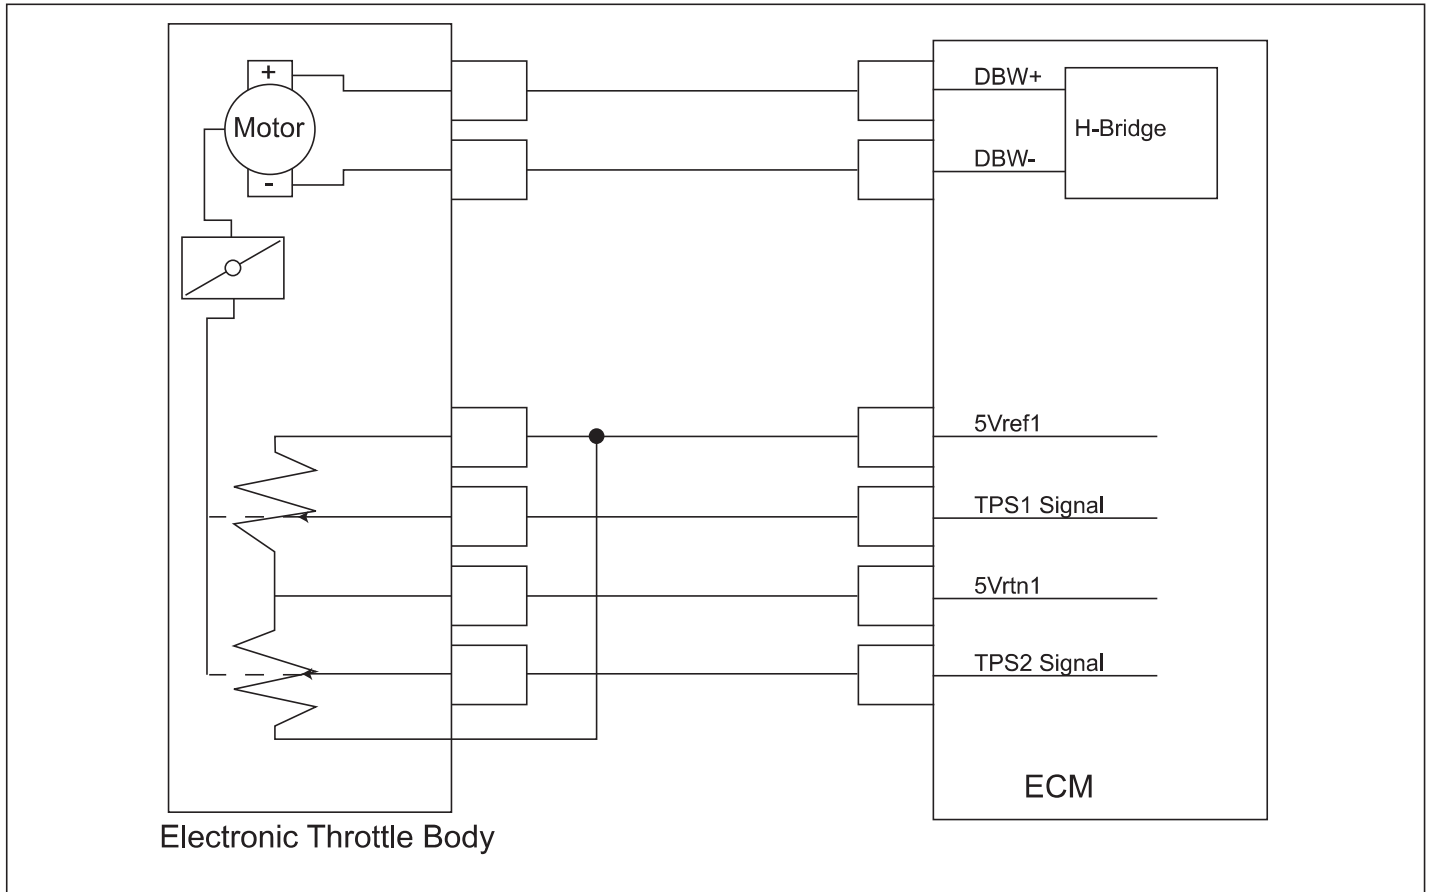 +
Motor
-
DBW+
DBW-
H-Bridge
5Vref1
TPS1 Signal
5Vrtn1
TPS2 Signal
ECM
Electronic Throttle Body